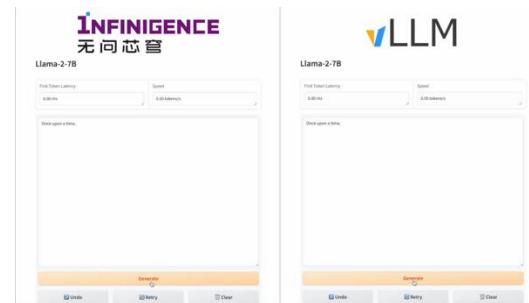 INFINIGENCE
无问芯穹
Llama-2-7B
First Token Latency
Speed
0.00 ms
0.00 tokens/s
Once upon a time,
Generate
Undo
Retry
Clear
vLLM
Llama-2-7B
First Token Latency
Speed
0.00 ms
0.00 tokens/s
Once upon a time,
Generate
Undo
Retry
Clear